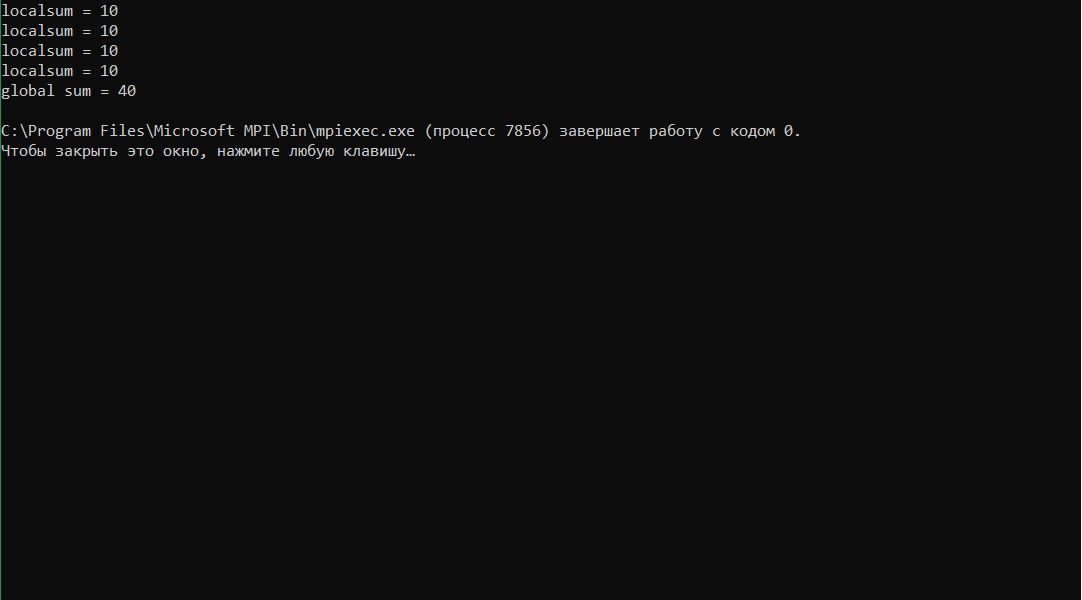 localsum = 10
localsum = 10
localsum = 10
localsum = 10
global sum = 40
C:\Program Files\Microsoft MPI\Bin\mpiexec.exe (процесс 7856) завершает работу с кодом 0.
Чтобы закрыть это окно, нажмите любую клавишу…